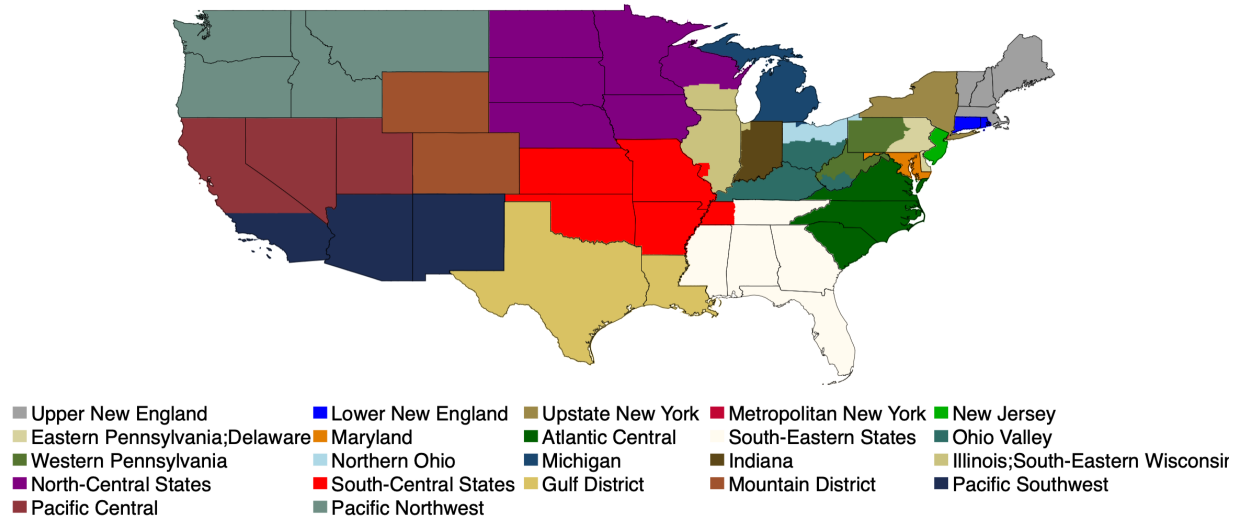 Upper New England Lower New England Upstate New York Metropolitan New York New Jersey
Eastern Pennsylvania;Delaware Maryland Atlantic Central South-Eastern States Ohio Valley
Western Pennsylvania Northern Ohio Michigan Indiana Illinois;South-Eastern Wisconsin
North-Central States South-Central States Gulf District Mountain District Pacific Southwest
Pacific Central Pacific Northwest